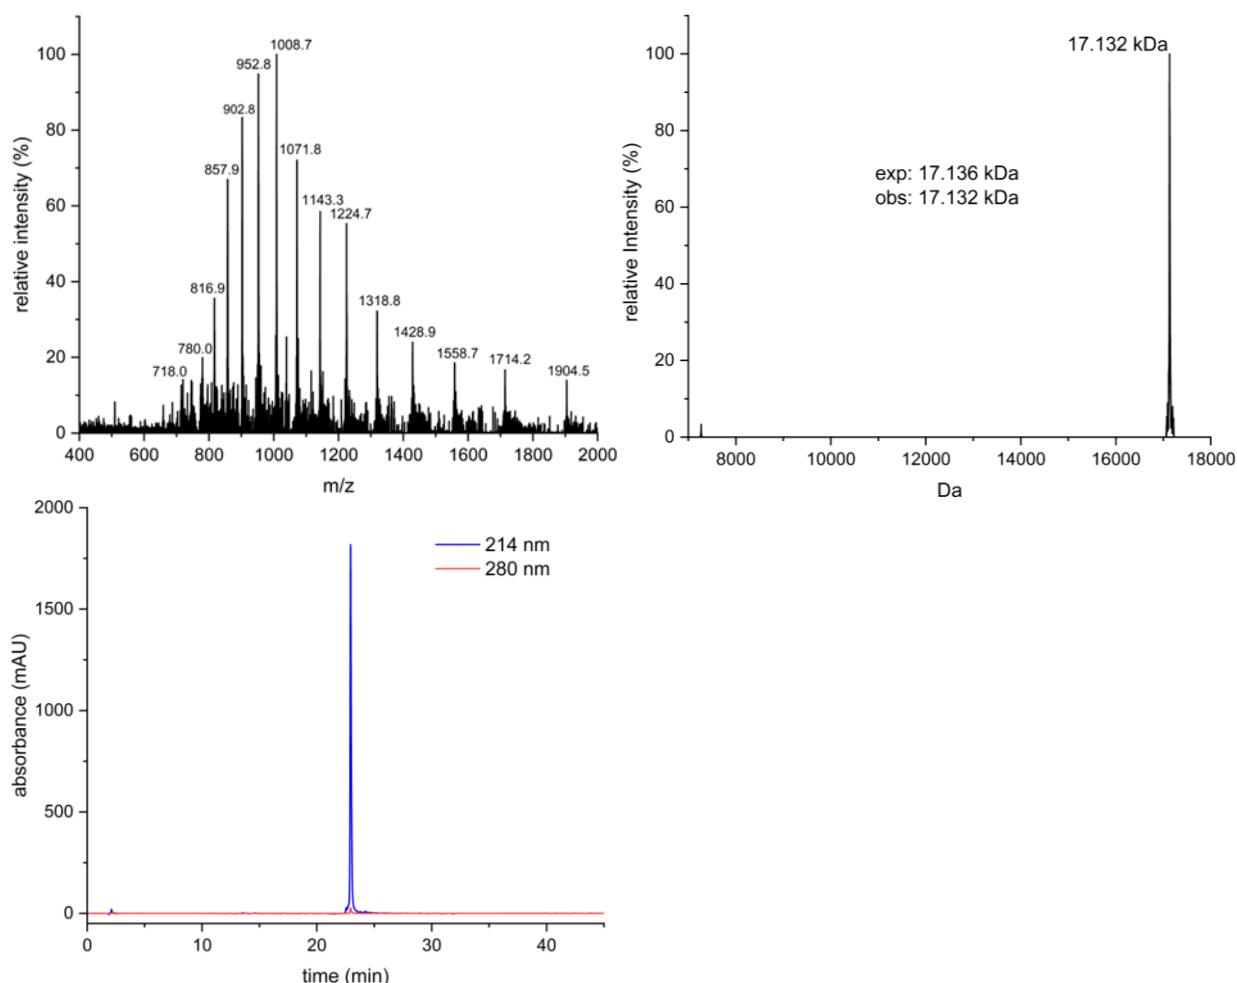 100
80
60
40
20
0
relative intensity (%)
718.0
780.0
816.9
857.9
902.8
952.8
1008.7
1071.8
1143.3
1224.7
1318.8
1428.9
1558.7
1714.2
1904.5
400 600 800 1000 1200 1400 1600 1800 2000
m/z
100
80
60
40
20
0
relative Intensity (%)
17.132 kDa
exp: 17.136 kDa
obs: 17.132 kDa
8000 10000 12000 14000 16000 18000
Da
2000
1500
1000
500
0
absorbance (mAU)
214 nm
280 nm
0 10 20 30 40
time (min)